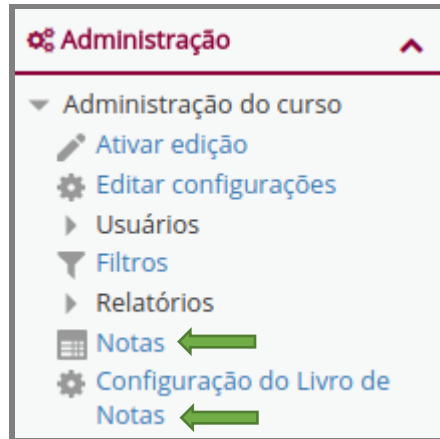 Administração
Administração do curso
Ativar edição
Editar configurações
Usuários
Filtros
Relatórios
Notas
Configuração do Livro de
Notas